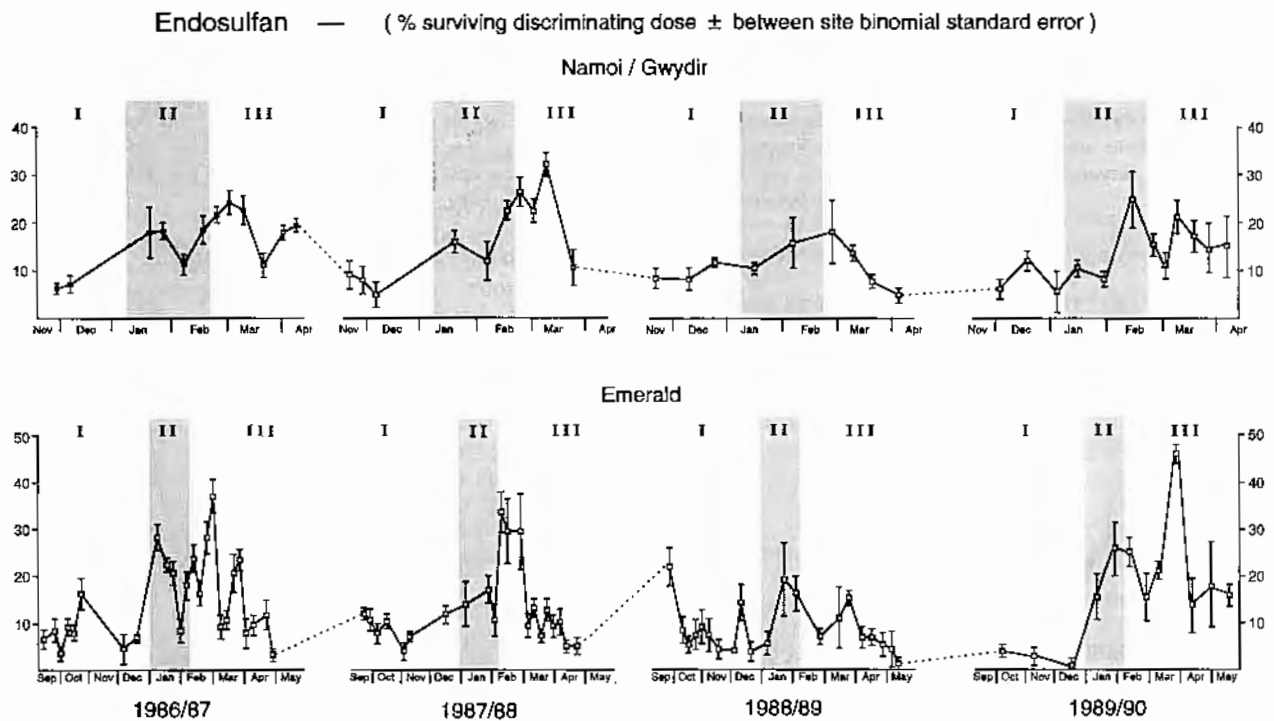 Endosulfan — ( % surviving discriminating dose ± between site binomial standard error )
Namoi / Gwydir
I II III I II III I II III I II III
40 40
30 30
20 20
10 10
Nov Dec Jan Feb Mar Apr Nov Dec Jan Feb Mar Apr Nov Dec Jan Feb Mar Apr Nov Dec Jan Feb Mar Apr
Emerald
I II III I II III I II III I II III
50 50
40 40
30 30
20 20
10 10
Sep Oct Nov Dec Jan Feb Mar Apr May Sep Oct Nov Dec Jan Feb Mar Apr May Sep Oct Nov Dec Jan Feb Mar Apr May Sep Oct Nov Dec Jan Feb Mar Apr May
1986/87 1987/88 1988/89 1989/90